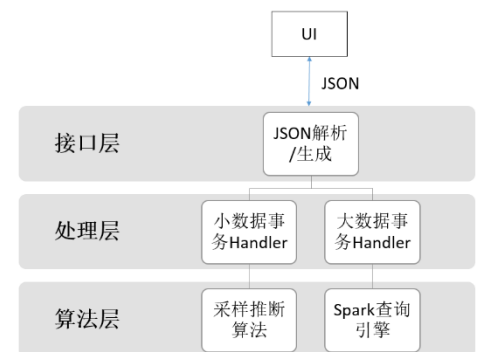 UI
JSON
接口层
JSON解析
/生成
处理层
小数据事
务Handler
大数据事
务Handler
算法层
采样推断
算法
Spark查询
引擎